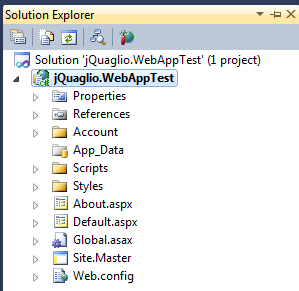 Solution Explorer
Solution 'jQuaglio.WebAppTest' (1 project)
jQuaglio.WebAppTest
Properties
References
Account
App_Data
Scripts
Styles
About.aspx
Default.aspx
Global.asax
Site.Master
Web.config